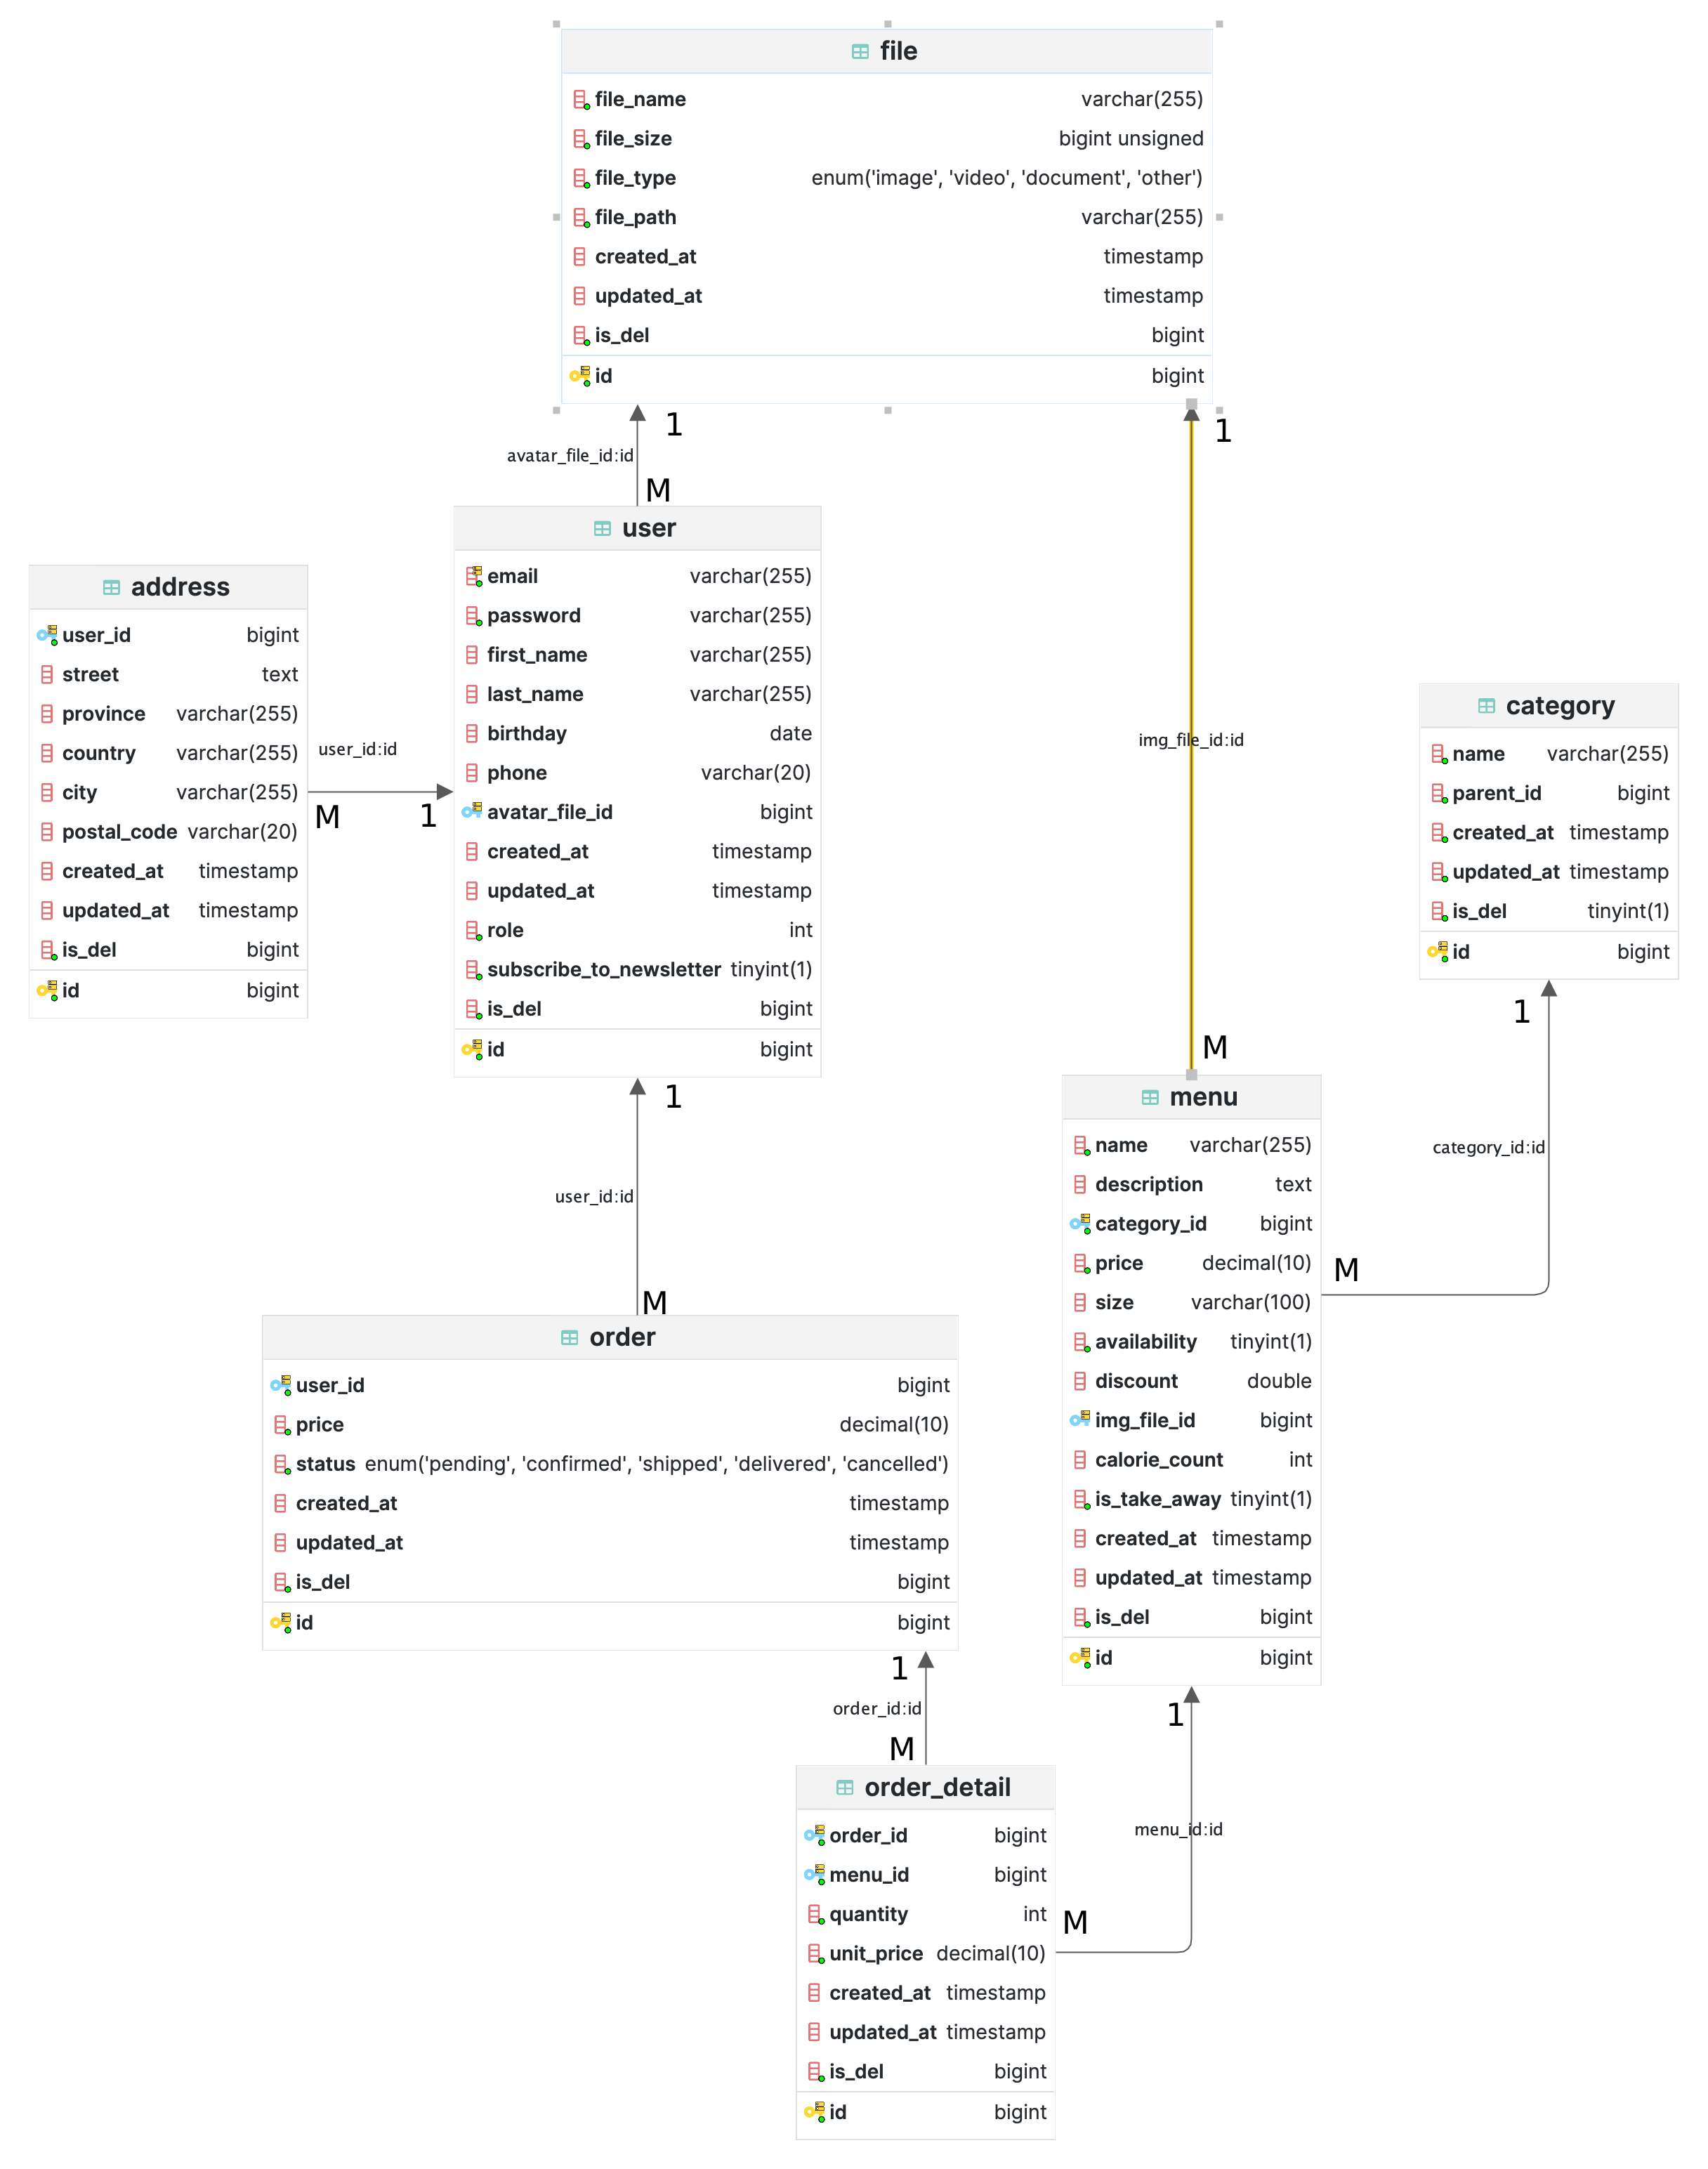 file
file_name varchar(255)
file_size bigint unsigned
file_type enum('image', 'video', 'document', 'other')
file_path varchar(255)
created_at timestamp
updated_at timestamp
is_del bigint
id bigint
1
1
avatar_file_id:id
M
user
email varchar(255)
password varchar(255)
first_name varchar(255)
last_name varchar(255)
birthday date
phone varchar(20)
avatar_file_id bigint
created_at timestamp
updated_at timestamp
role int
subscribe_to_newsletter tinyint(1)
is_del bigint
id bigint
address
user_id bigint
street text
province varchar(255)
country varchar(255)
city varchar(255)
postal_code varchar(20)
created_at timestamp
updated_at timestamp
is_del bigint
id bigint
user_id:id
M
1
img_file_id:id
M
category
name varchar(255)
parent_id bigint
created_at timestamp
updated_at timestamp
is_del tinyint(1)
id bigint
1
category_id:id
M
menu
name varchar(255)
description text
category_id bigint
price decimal(10)
size varchar(100)
availability tinyint(1)
discount double
img_file_id bigint
calorie_count int
is_take_away tinyint(1)
created_at timestamp
updated_at timestamp
is_del bigint
id bigint
1
user_id:id
M
order
user_id bigint
price decimal(10)
status enum('pending', 'confirmed', 'shipped', 'delivered', 'cancelled')
created_at timestamp
updated_at timestamp
is_del bigint
id bigint
1
order_id:id
M
1
menu_id:id
M
order_detail
order_id bigint
menu_id bigint
quantity int
unit_price decimal(10)
created_at timestamp
updated_at timestamp
is_del bigint
id bigint